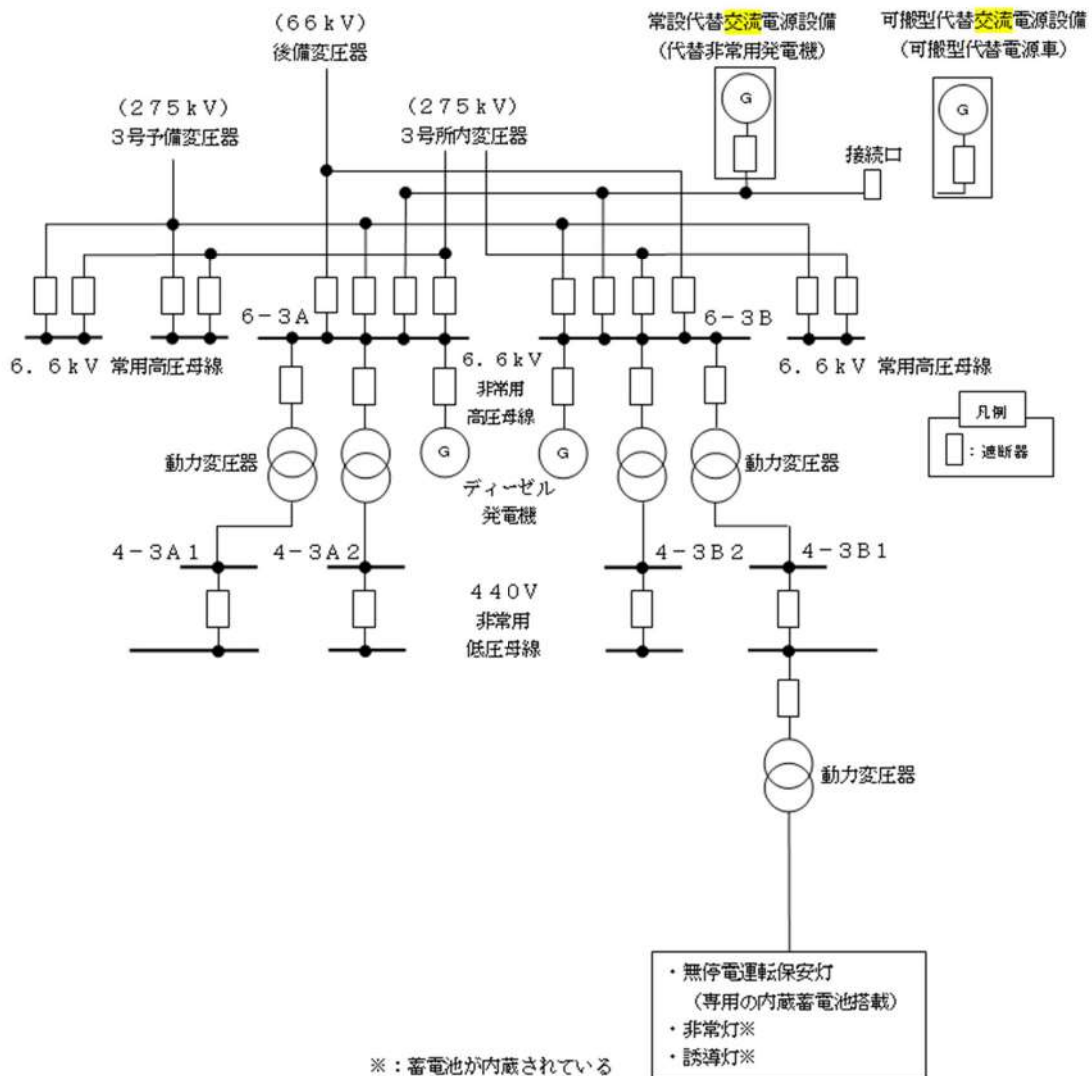 (66kV)
後備変圧器
常設代替交流電源設備
(代替非常用発電機)
可搬型代替交流電源設備
(可搬型代替電源車)
G
G
(275kV)
3号予備変圧器
(275kV)
3号所内変圧器
接続口
6-3A
6-3B
6.6kV 常用高圧母線
6.6kV
非常用
高圧母線
6.6kV 常用高圧母線
凡例
:遮断器
動力変圧器
G
G
動力変圧器
ディーゼル
発電機
4-3A1
4-3A2
4-3B2
4-3B1
440V
非常用
低圧母線
動力変圧器
・無停電運転保安灯
(専用の内蔵蓄電池搭載)
・非常灯※
・誘導灯※
※:蓄電池が内蔵されている